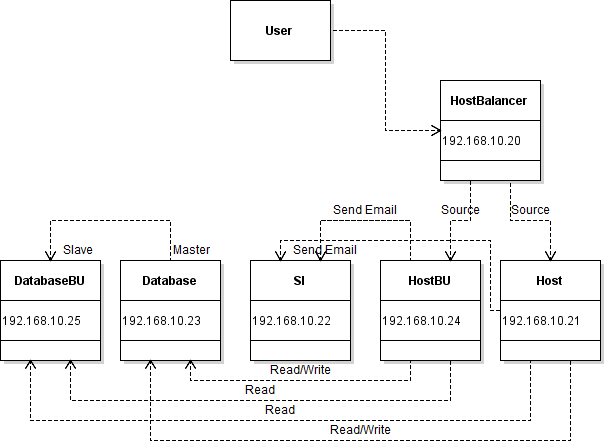 User
HostBalancer
192.168.10.20
Send Email
Source
Source
Slave
Master
Send Email
DatabaseBU
Database
SI
HostBU
Host
192.168.10.25
192.168.10.23
192.168.10.22
192.168.10.24
192.168.10.21
Read/Write
Read
Read
Read/Write